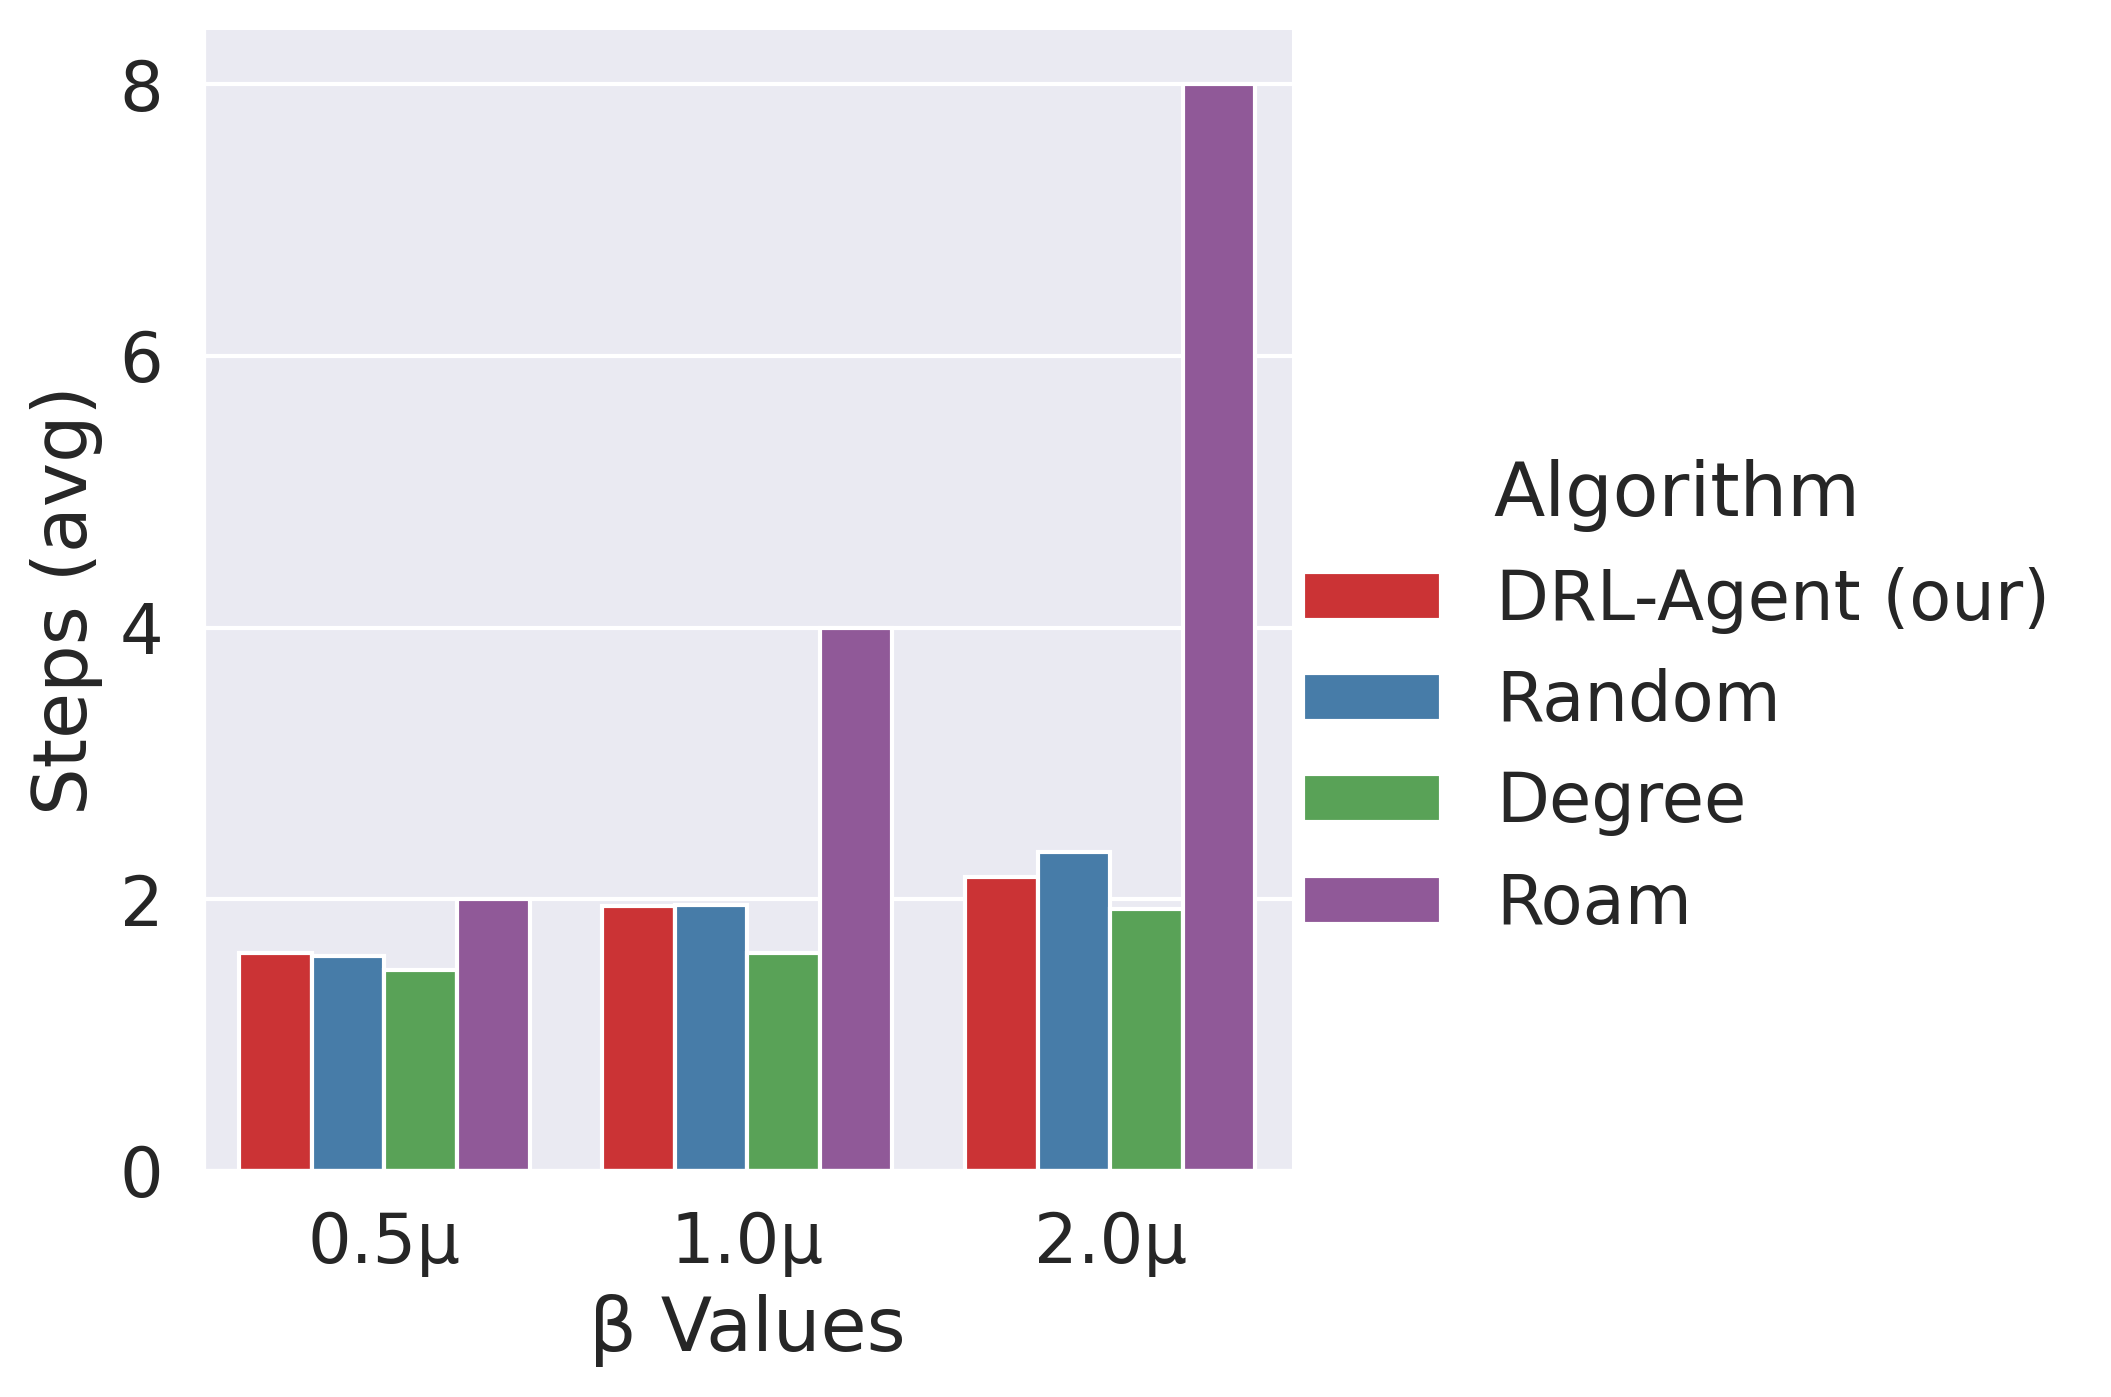 8
6
4
2
0
Steps (avg)
0.5μ 1.0μ 2.0μ
β Values
Algorithm
DRL-Agent (our)
Random
Degree
Roam